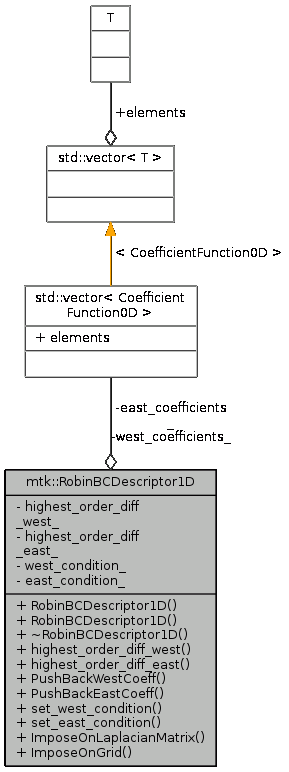 T
+elements
std::vector< T >
< CoefficientFunction0D >
std::vector< Coefficient
Function0D >
+ elements
-east_coefficients
_
-west_coefficients_
mtk::RobinBCDescriptor1D
- highest_order_diff
_west_
- highest_order_diff
_east_
- west_condition_
- east_condition_
+ RobinBCDescriptor1D()
+ RobinBCDescriptor1D()
+ ~RobinBCDescriptor1D()
+ highest_order_diff_west()
+ highest_order_diff_east()
+ PushBackWestCoeff()
+ PushBackEastCoeff()
+ set_west_condition()
+ set_east_condition()
+ ImposeOnLaplacianMatrix()
+ ImposeOnGrid()